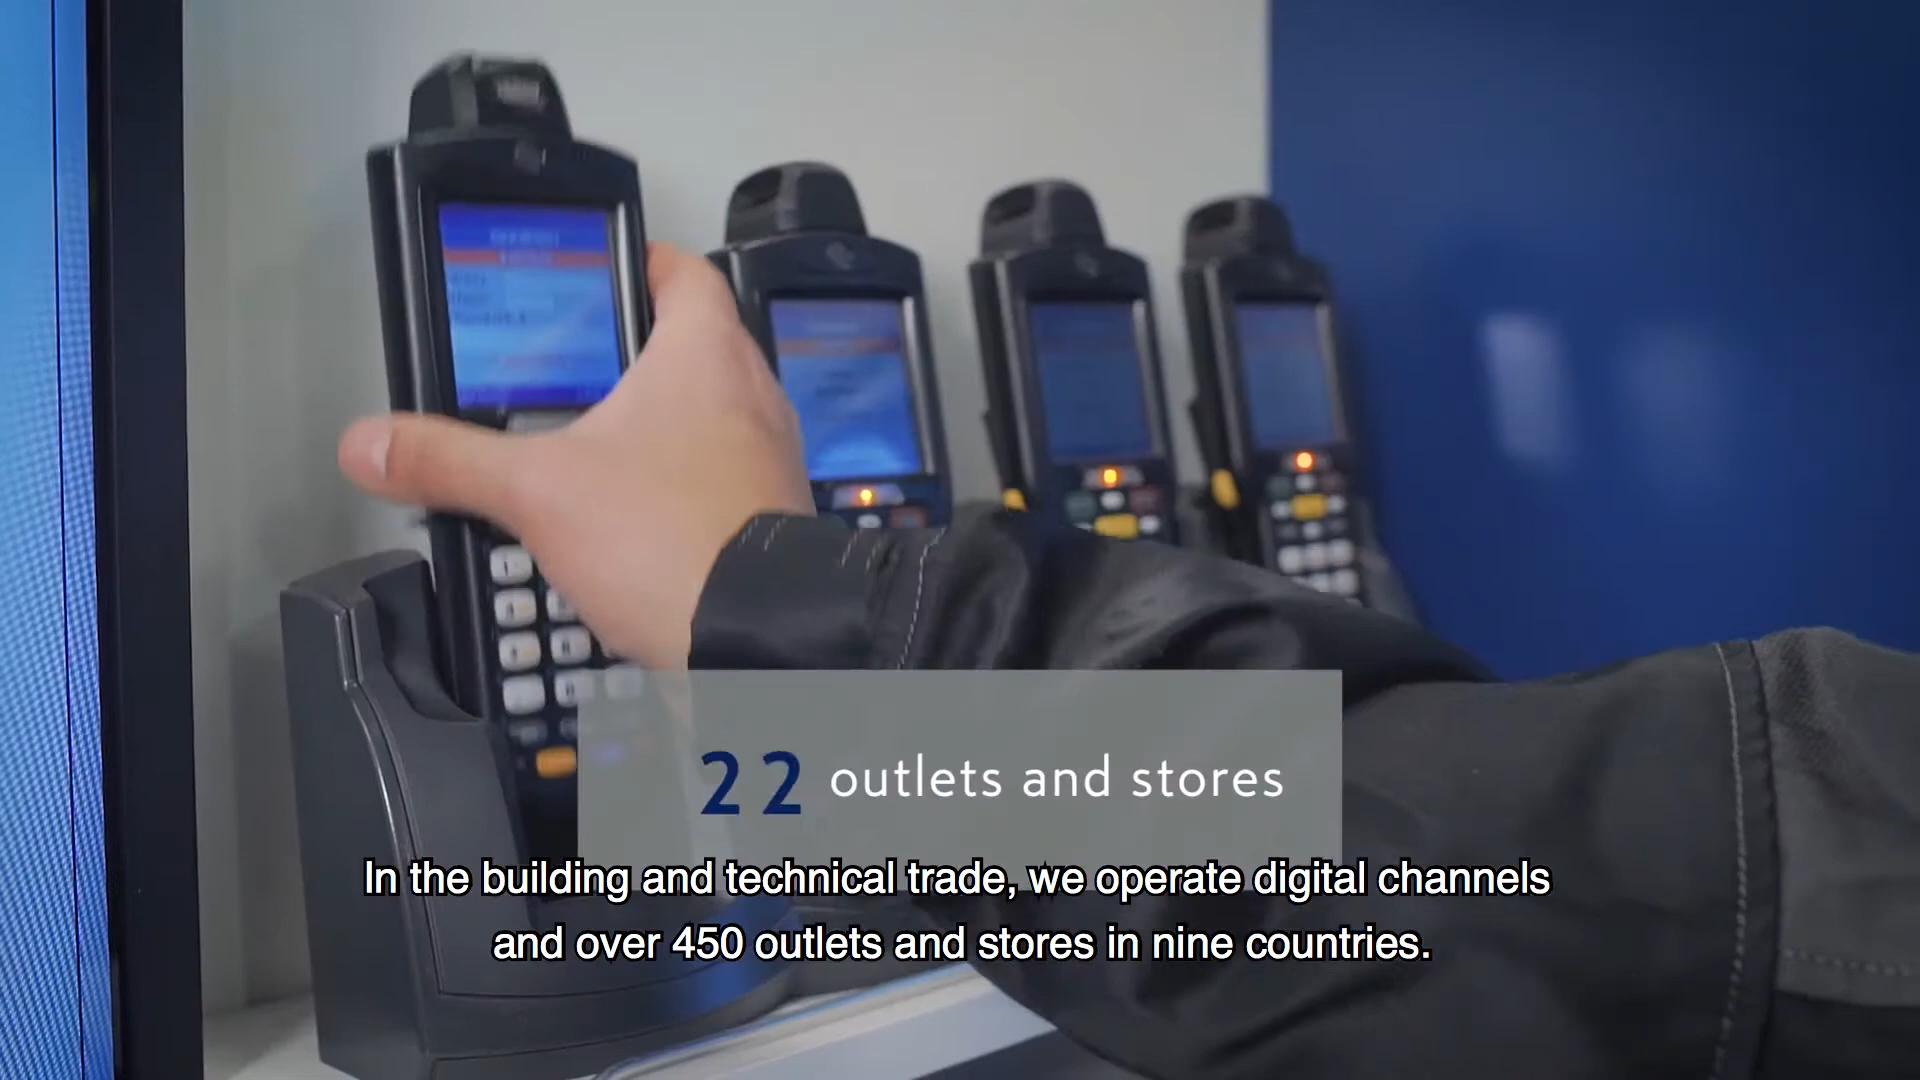 22 outlets and stores
In the building and technical trade, we operate digital channels
and over 450 outlets and stores in nine countries.